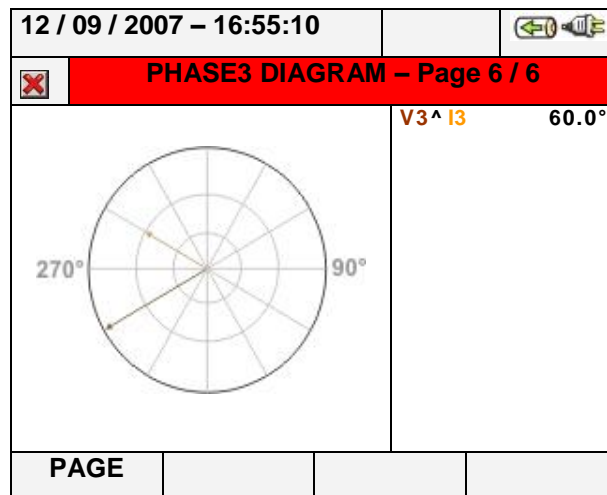 12 / 09 / 2007 – 16:55:10
PHASE3 DIAGRAM – Page 6 / 6
V3^I3 60.0°
270°
90°
PAGE